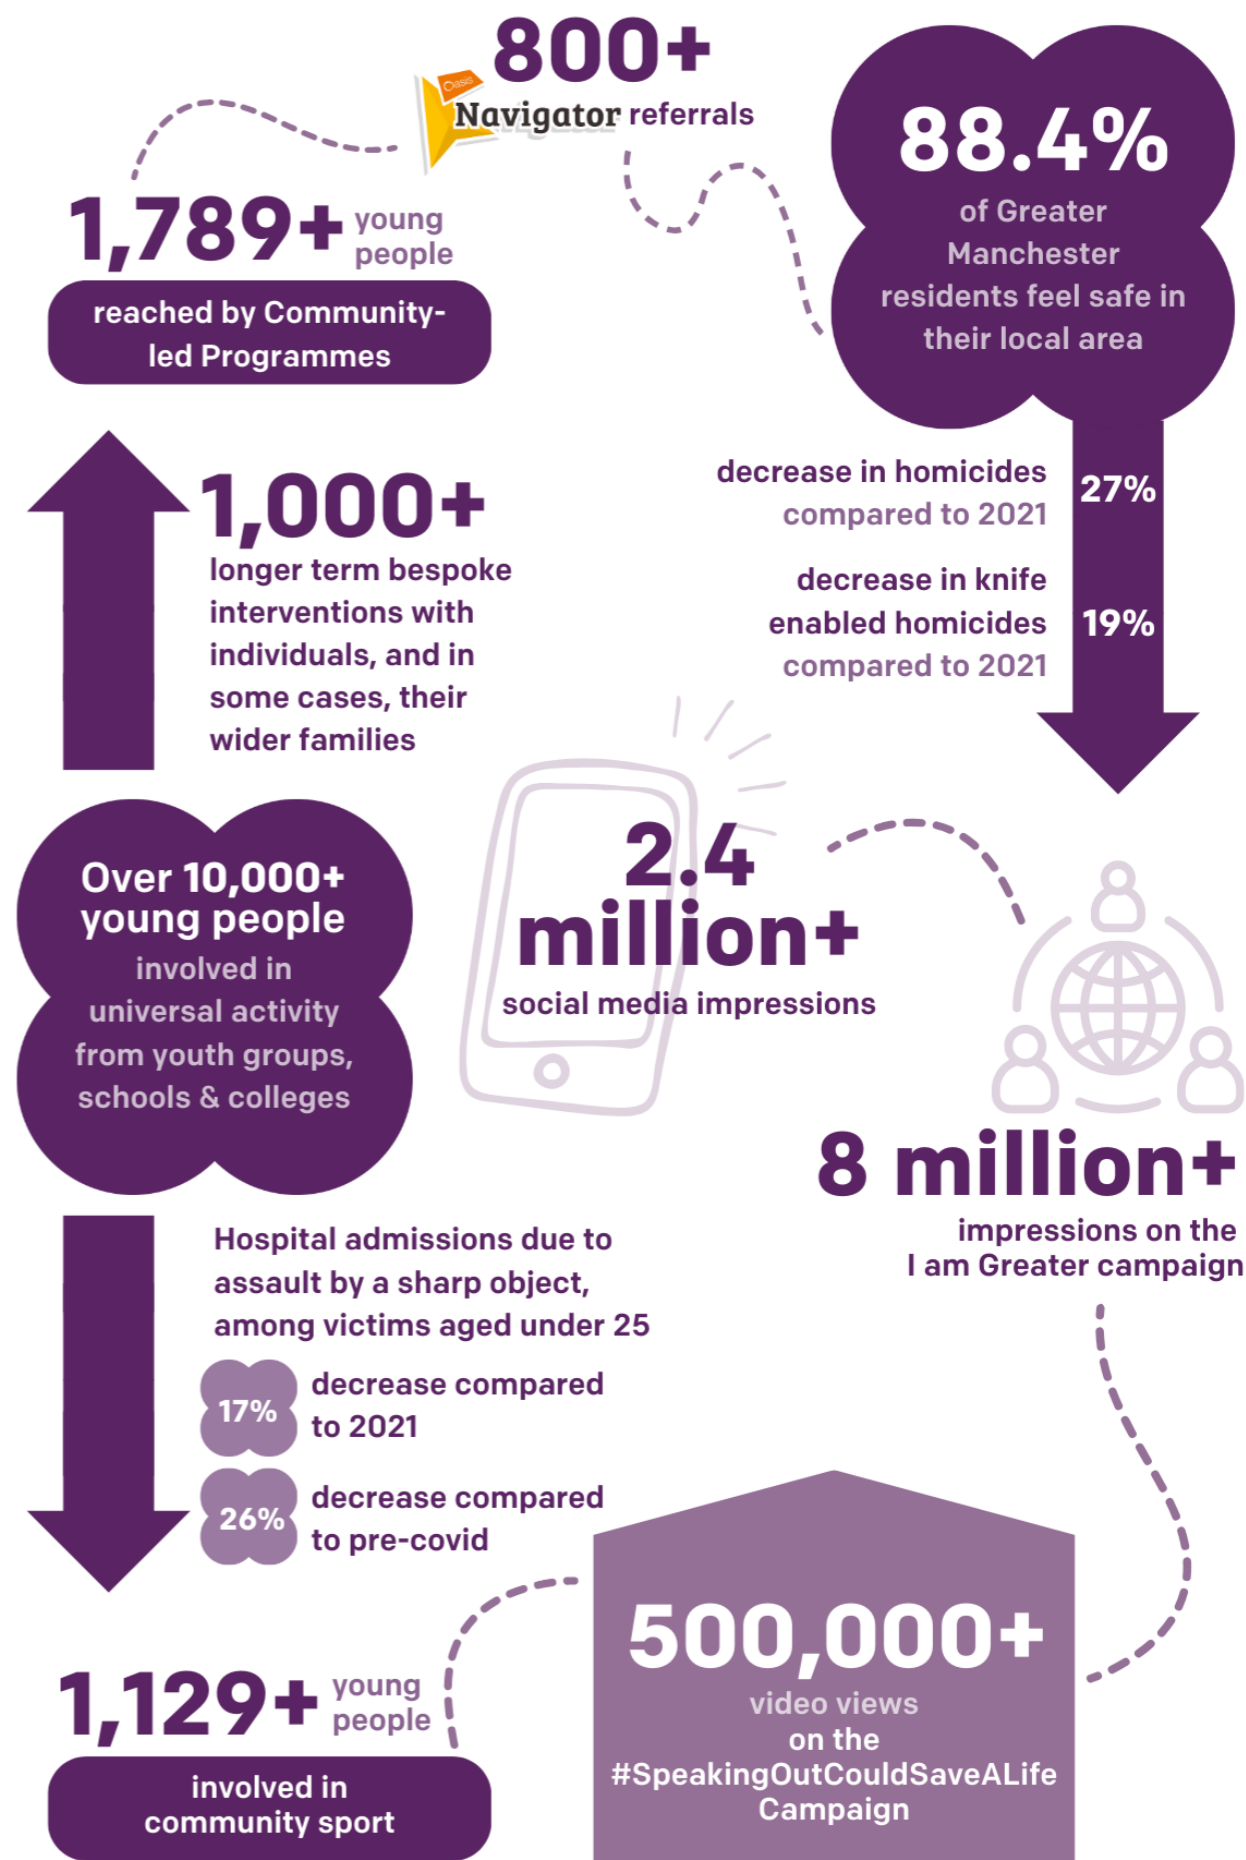 800+
Oasis
Navigator referrals
1,789+ young
people
reached by Community-
led Programmes
88.4%
of Greater
Manchester
residents feel safe in
their local area
1,000+
longer term bespoke
interventions with
individuals, and in
some cases, their
wider families
decrease in homicides
compared to 2021
27%
decrease in knife
enabled homicides
compared to 2021
19%
Over 10,000+
young people
involved in
universal activity
from youth groups,
schools & colleges
2.4
million+
social media impressions
8 million+
impressions on the
I am Greater campaign
Hospital admissions due to
assault by a sharp object,
among victims aged under 25
17%
decrease compared
to 2021
26%
decrease compared
to pre-covid
1,129+ young
people
involved in
community sport
500,000+
video views
on the
#SpeakingOutCouldSaveALife
Campaign